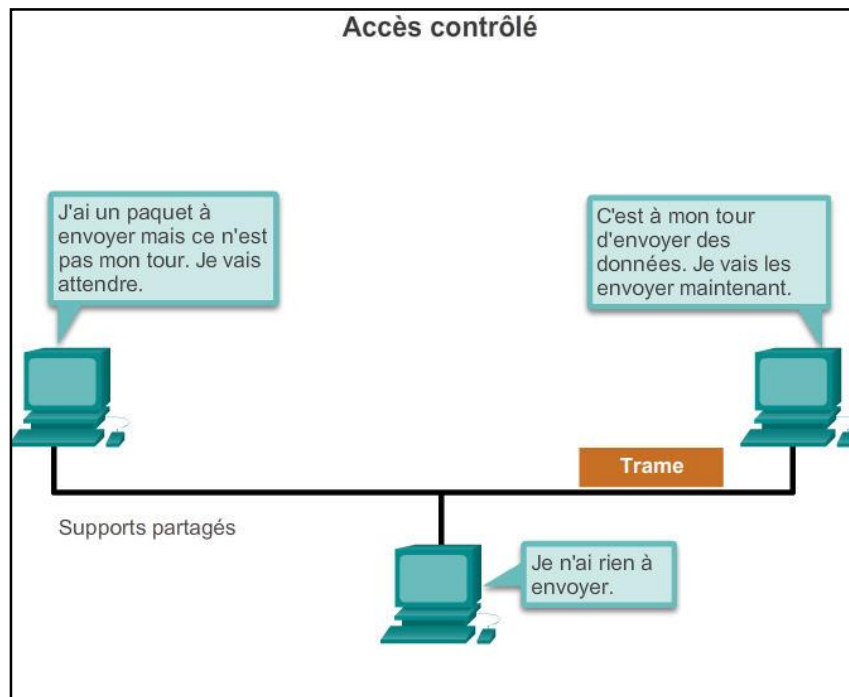 Accès contrôlé
J'ai un paquet à
envoyer mais ce n'est
pas mon tour. Je vais
attendre.
C'est à mon tour
d'envoyer des
données. Je vais les
envoyer maintenant.
Trame
Supports partagés
Je n'ai rien à
envoyer.